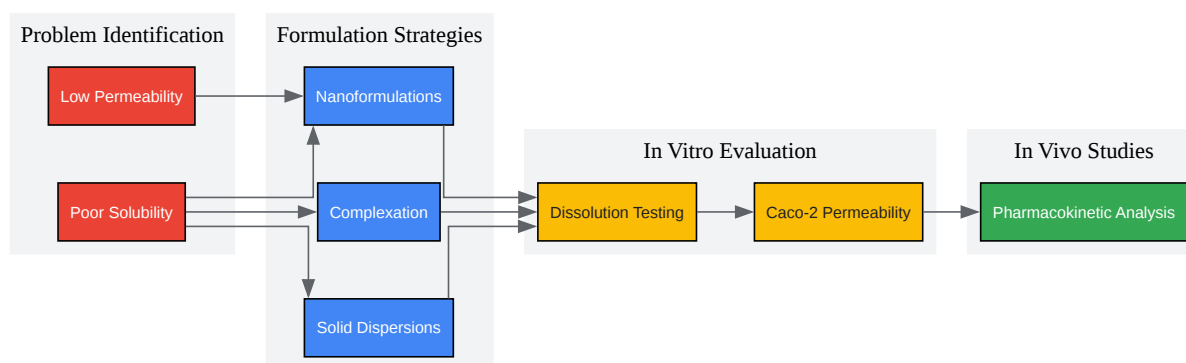 Problem Identification
Low Permeability
Poor Solubility
Formulation Strategies
Nanoformulations
Complexation
Solid Dispersions
In Vitro Evaluation
Dissolution Testing
Caco-2 Permeability
In Vivo Studies
Pharmacokinetic Analysis